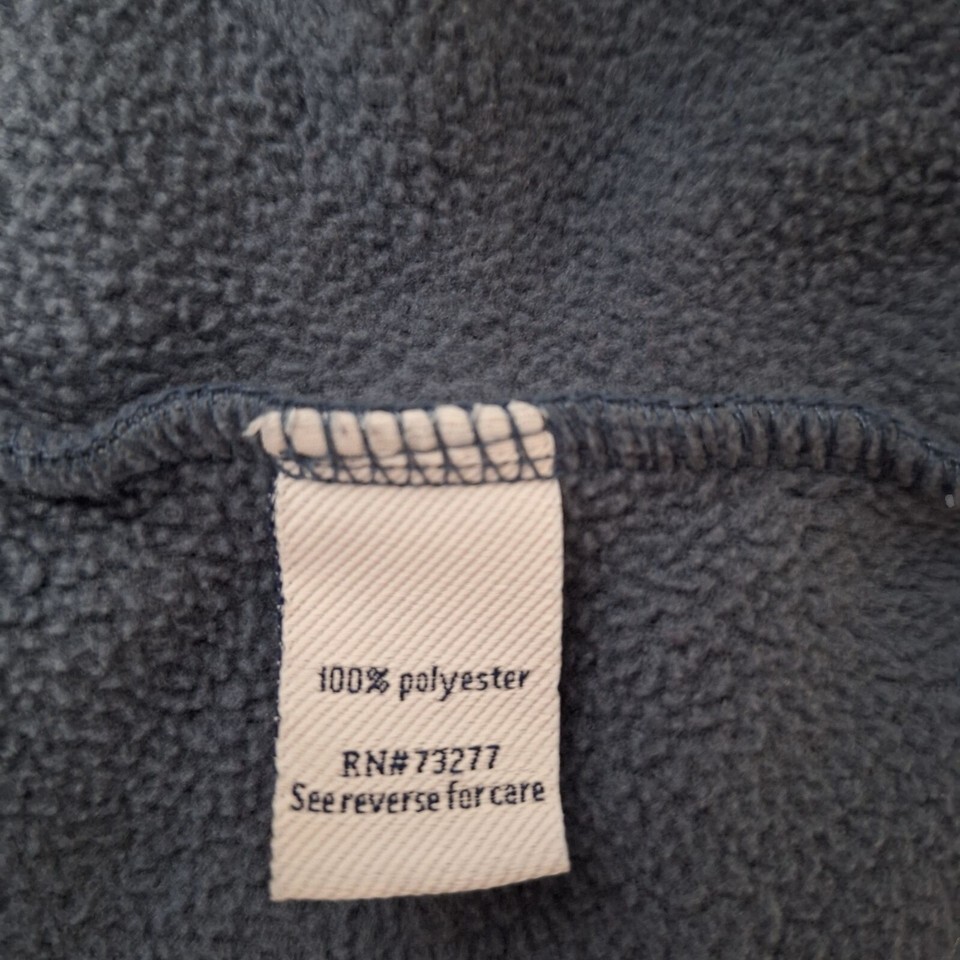 100% polyester
RN#73277
See reverse for care